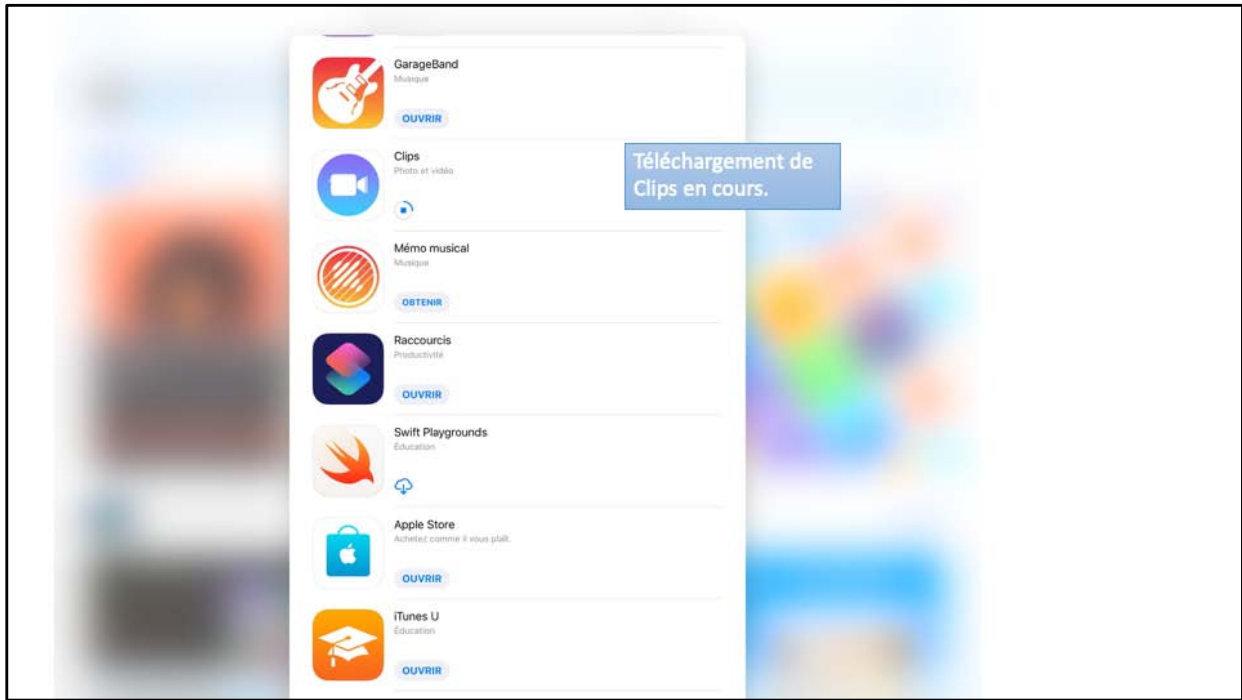 GarageBand
Musique
OUVRIR
Clips
Photo et vidéo
Téléchargement de
Clips en cours.
Mémo musical
Musique
OBTENIR
Raccourcis
Productivité
OUVRIR
Swift Playgrounds
Éducation
Apple Store
Achetez comme il vous plaît.
OUVRIR
iTunes U
Éducation
OUVRIR